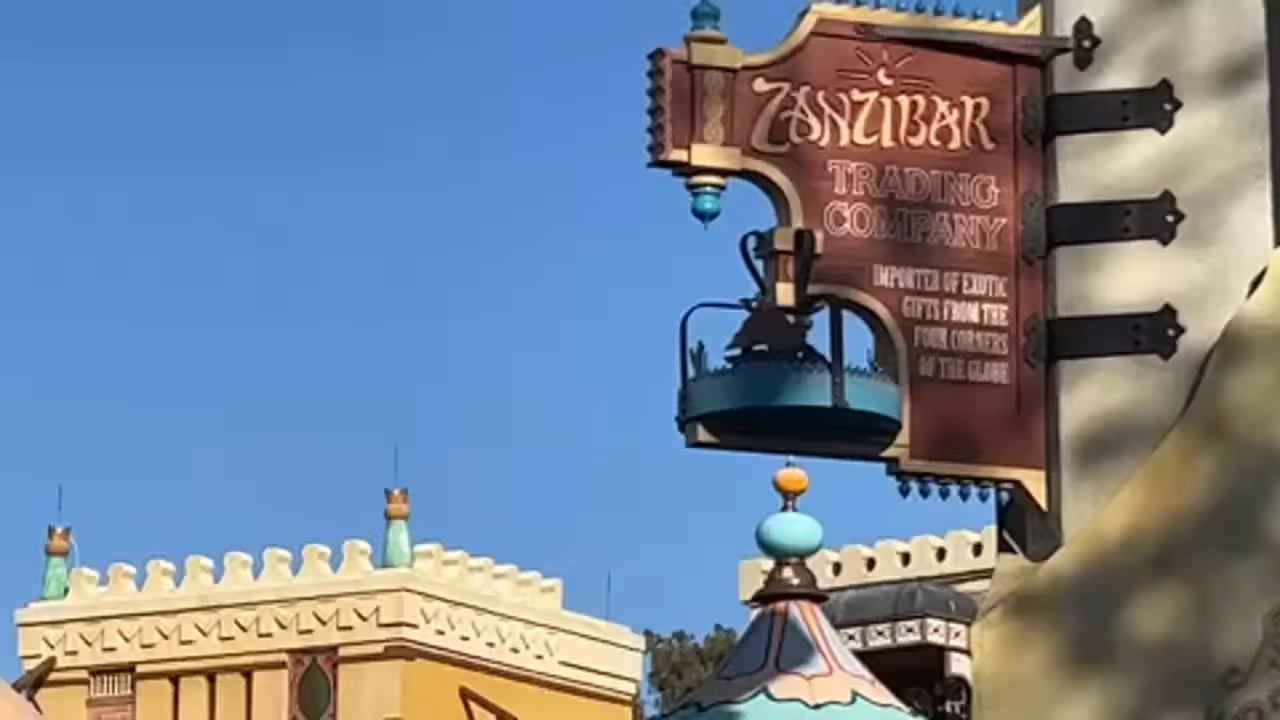 ZANZIBAR
TRADING
COMPANY
IMPORTER OF EXOTIC
GIFTS FROM THE
FOUR CORNERS
OF THE GLOBE